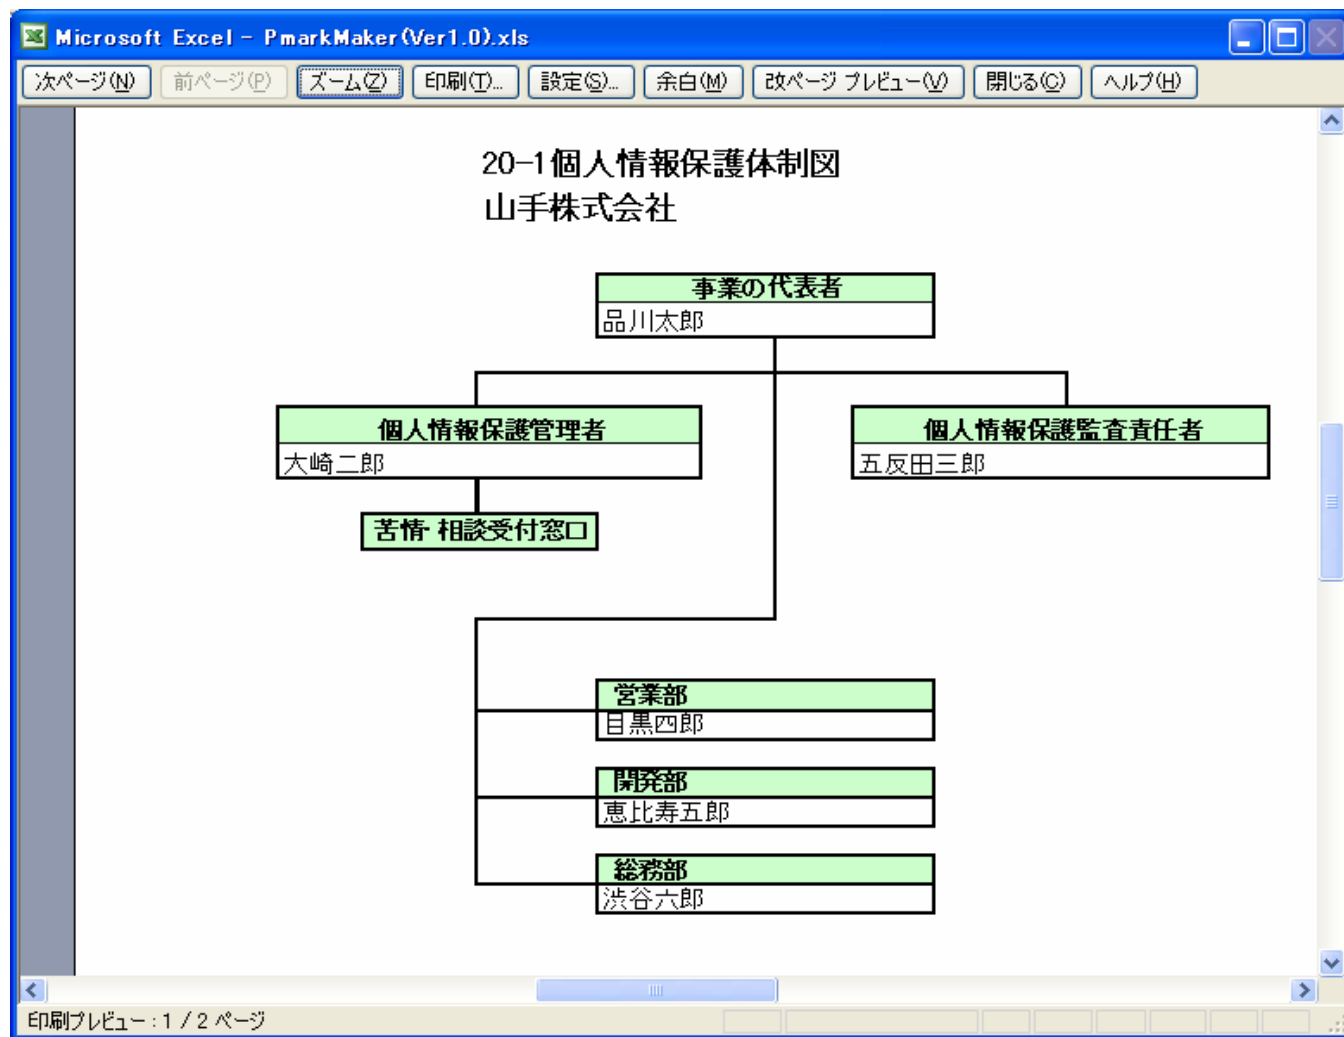 Microsoft Excel - PmarkMaker(Ver1.0).xls
次ページ(N) 前ページ(P) ズーム(Z) 印刷(T)... 設定(S)... 余白(M) 改ページ プレビュー(V) 閉じる(C) ヘルプ(H)
20-1個人情報保護体制図
山手株式会社
事業の代表者
品川太郎
個人情報保護管理者
大崎二郎
個人情報保護監査責任者
五反田三郎
苦情・相談受付窓口
営業部
目黒四郎
開発部
恵比寿五郎
総務部
渋谷六郎
印刷プレビュー : 1 / 2 ページ